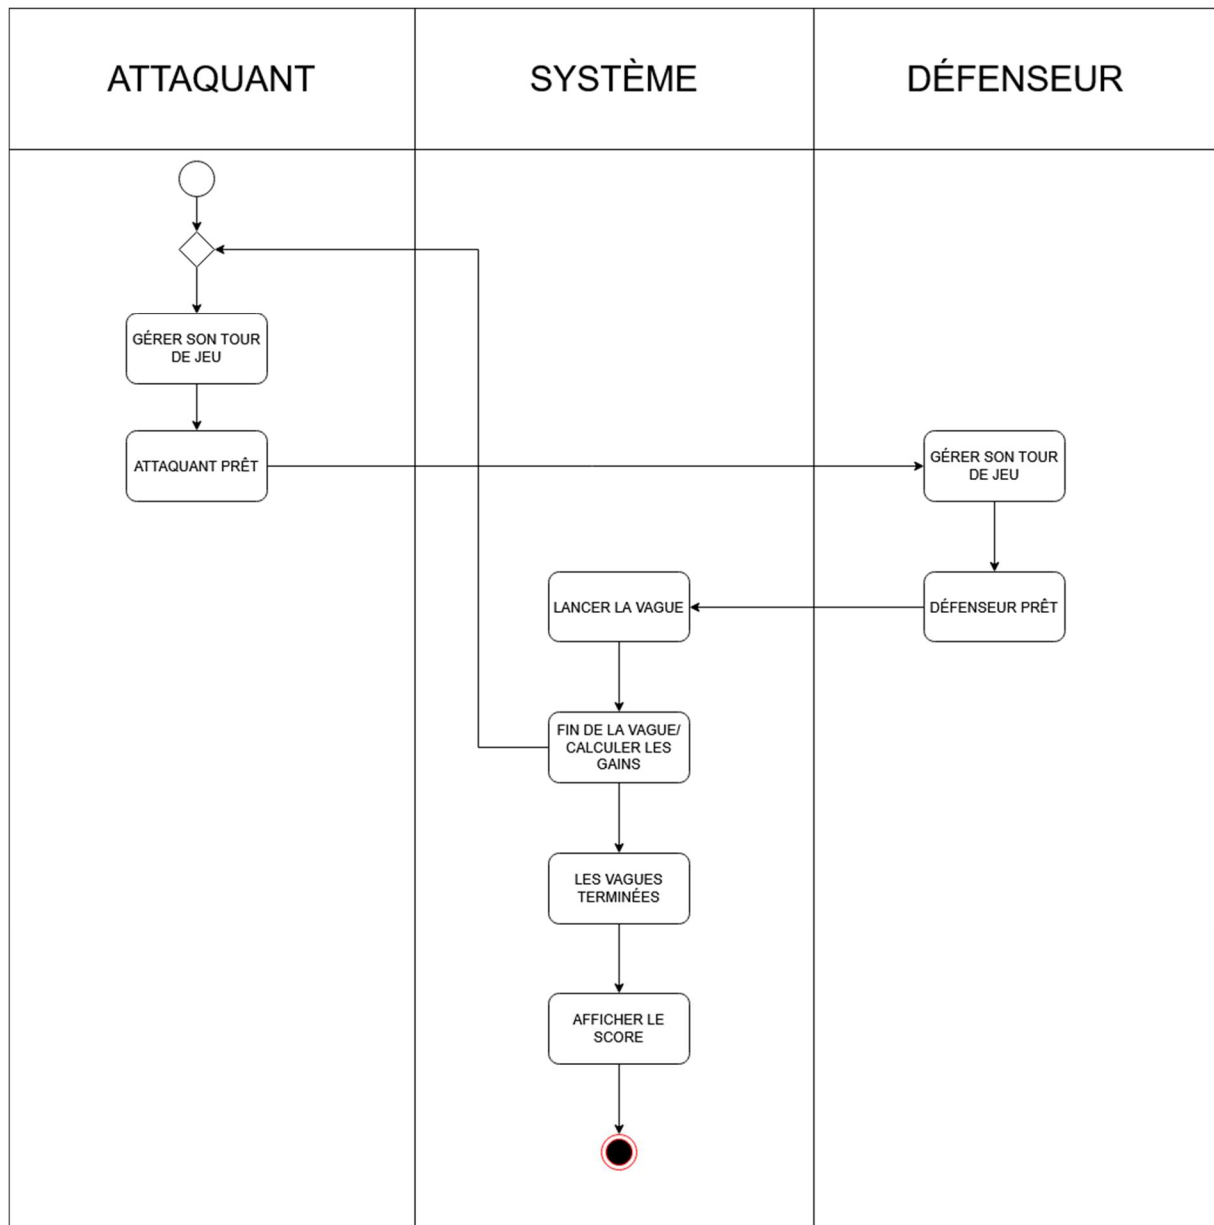 ATTAQUANT
SYSTÈME
DÉFENSEUR
GÉRER SON TOUR
DE JEU
ATTAQUANT PRÊT
GÉRER SON TOUR
DE JEU
LANCER LA VAGUE
DÉFENSEUR PRÊT
FIN DE LA VAGUE/
CALCULER LES
GAINS
LES VAGUES
TERMINÉES
AFFICHER LE
SCORE